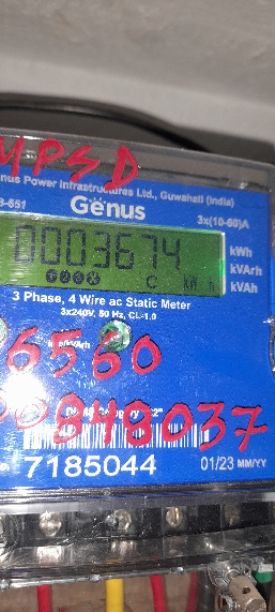 MPSD
nus Power Infrastructures Ltd., Guwahati (India)
-651
Genus
3x(10-60)A
0003674
kWh
kVArh
kVAh
C kW h
3 Phase, 4 Wire ac Static Meter
3x240V, 50 Hz, CL-1.0
6560
848037
7185044
01/23 MM/YY